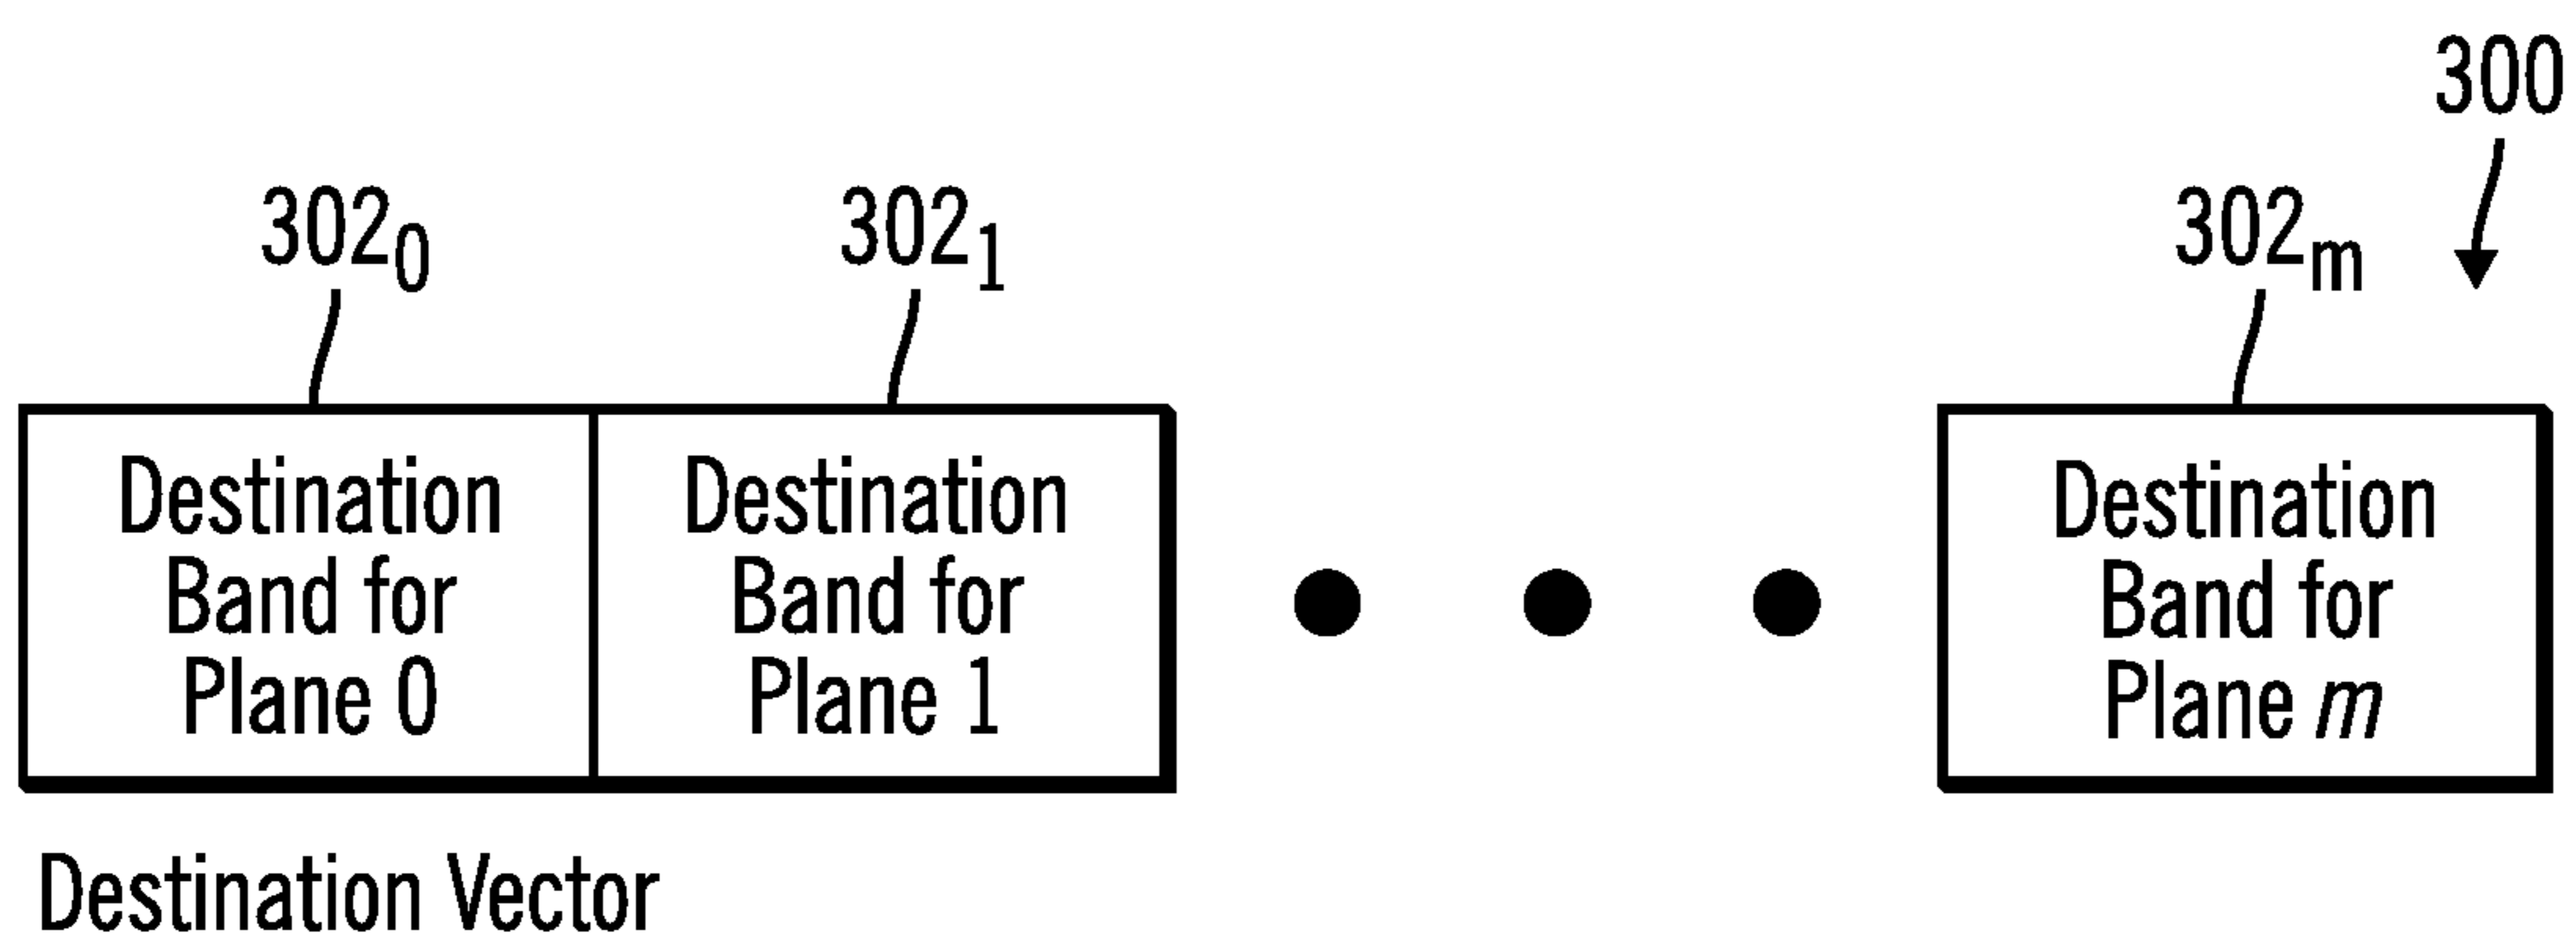 300
302₀ 302₁ 302ₘ
Destination Band for Plane 0
Destination Band for Plane 1
Destination Band for Plane m
Destination Vector